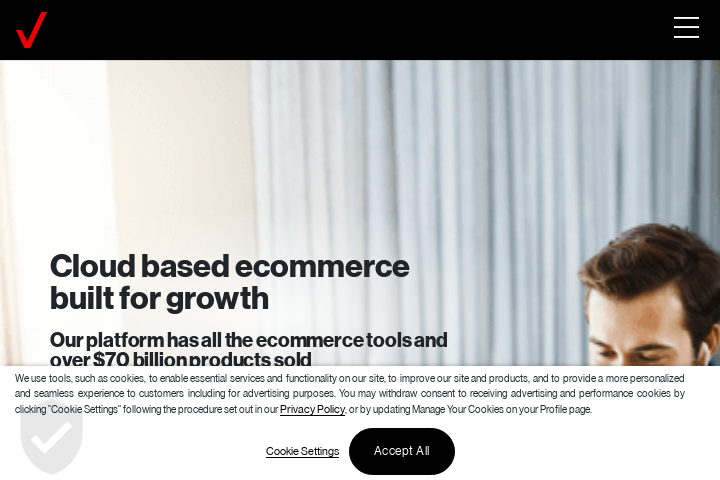 Cloud based ecommerce
built for growth
Our platform has all the ecommerce tools and
over $70 billion products sold
We use tools, such as cookies, to enable essential services and functionality on our site, to improve our site and products, and to provide a more personalized
and seamless experience to customers including for advertising purposes. You may withdraw consent to receiving advertising and performance cookies by
clicking "Cookie Settings" following the procedure set out in our Privacy Policy, or by updating Manage Your Cookies on your Profile page.
Cookie Settings
Accept All